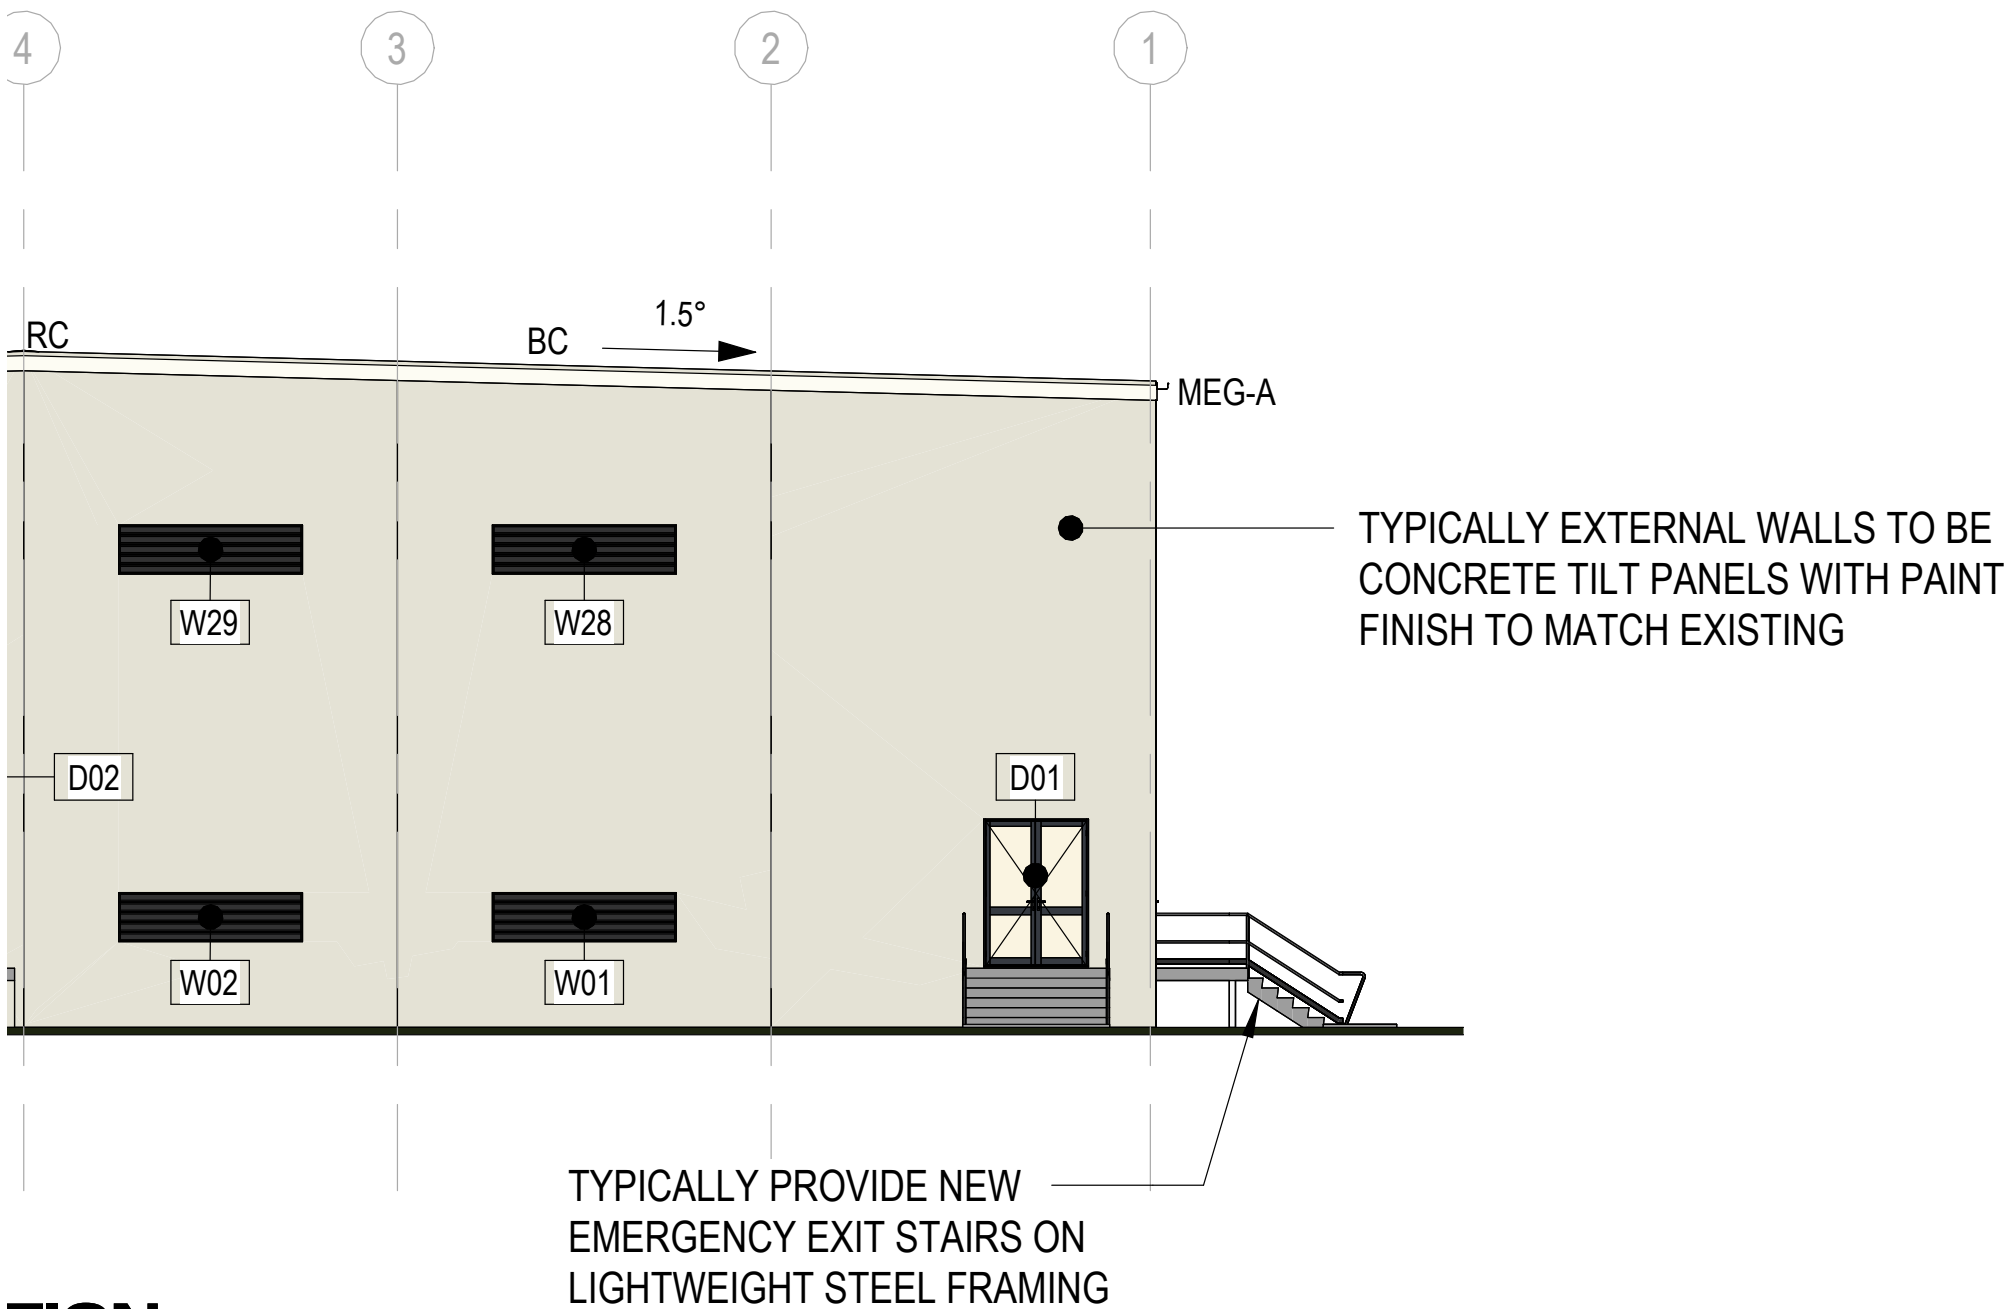 4
3
2
1
RC
BC
1.5°
MEG-A
TYPICALLY EXTERNAL WALLS TO BE
CONCRETE TILT PANELS WITH PAINT
FINISH TO MATCH EXISTING
W29
W28
D02
D01
W02
W01
TYPICALLY PROVIDE NEW
EMERGENCY EXIT STAIRS ON
LIGHTWEIGHT STEEL FRAMING